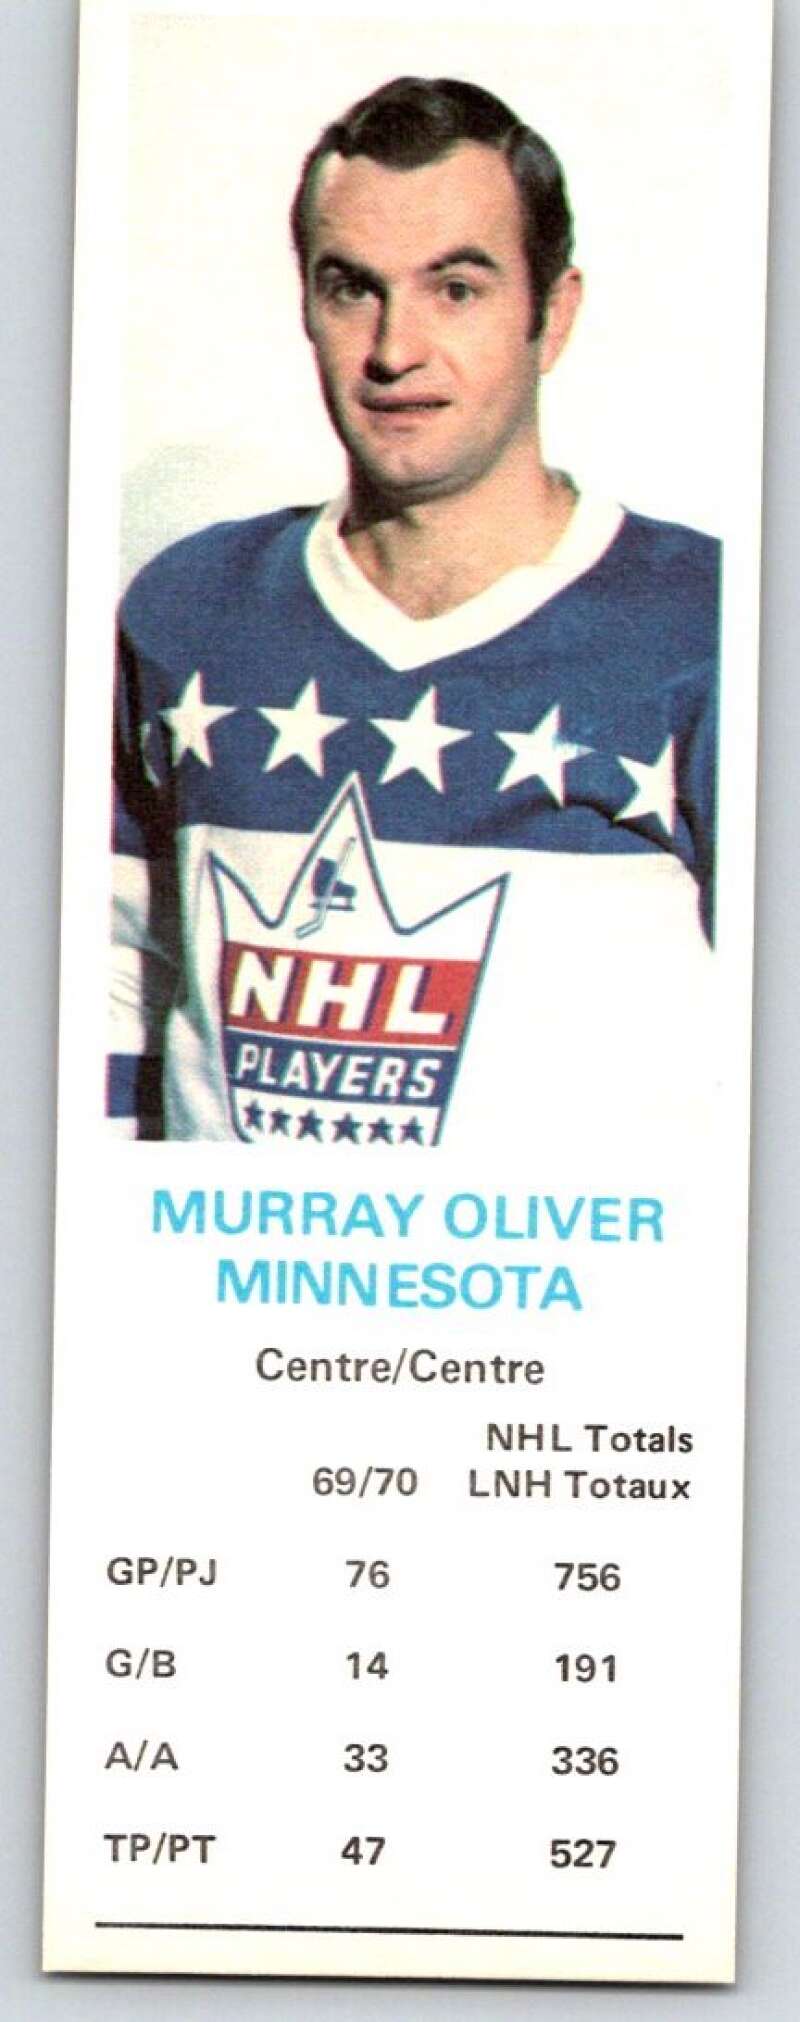 NHL
PLAYERS
MURRAY OLIVER
MINNESOTA
Centre/Centre
NHL Totals
69/70 LNH Totaux
GP/PJ 76 756
G/B 14 191
A/A 33 336
TP/PT 47 527